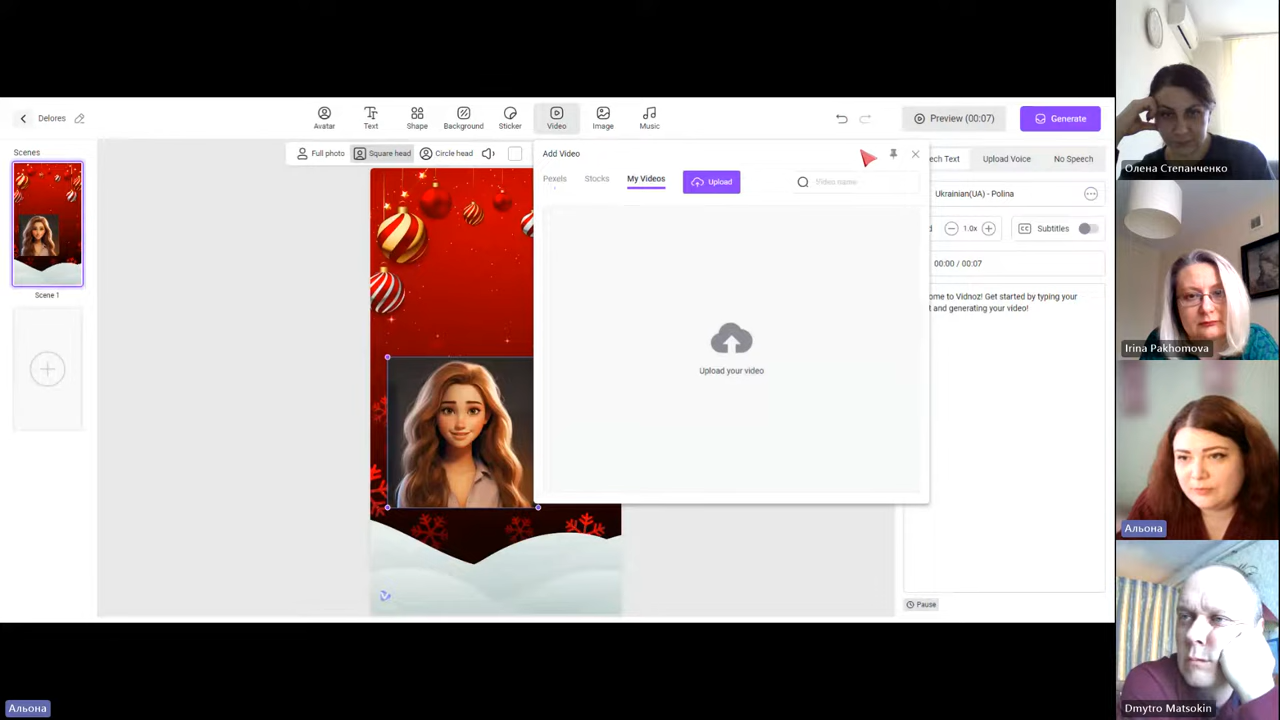 Delores
Avatar
Text
Shape
Background
Sticker
Video
Image
Music
Preview (00:07)
Generate
Scenes
Full photo
Square head
Circle head
Add Video
ech Text
Upload Voice
No Speech
Pexels
Stocks
My Videos
Upload
Video name
Ukrainian(UA) - Polina
d
1.0x
CC
Subtitles
00:00 / 00:07
ome to Vidnoz! Get started by typing your
t and generating your video!
Scene 1
Upload your video
Pause
Олена Степанченко
Irina Pakhomova
Альона
Dmytro Matsokin
Альона